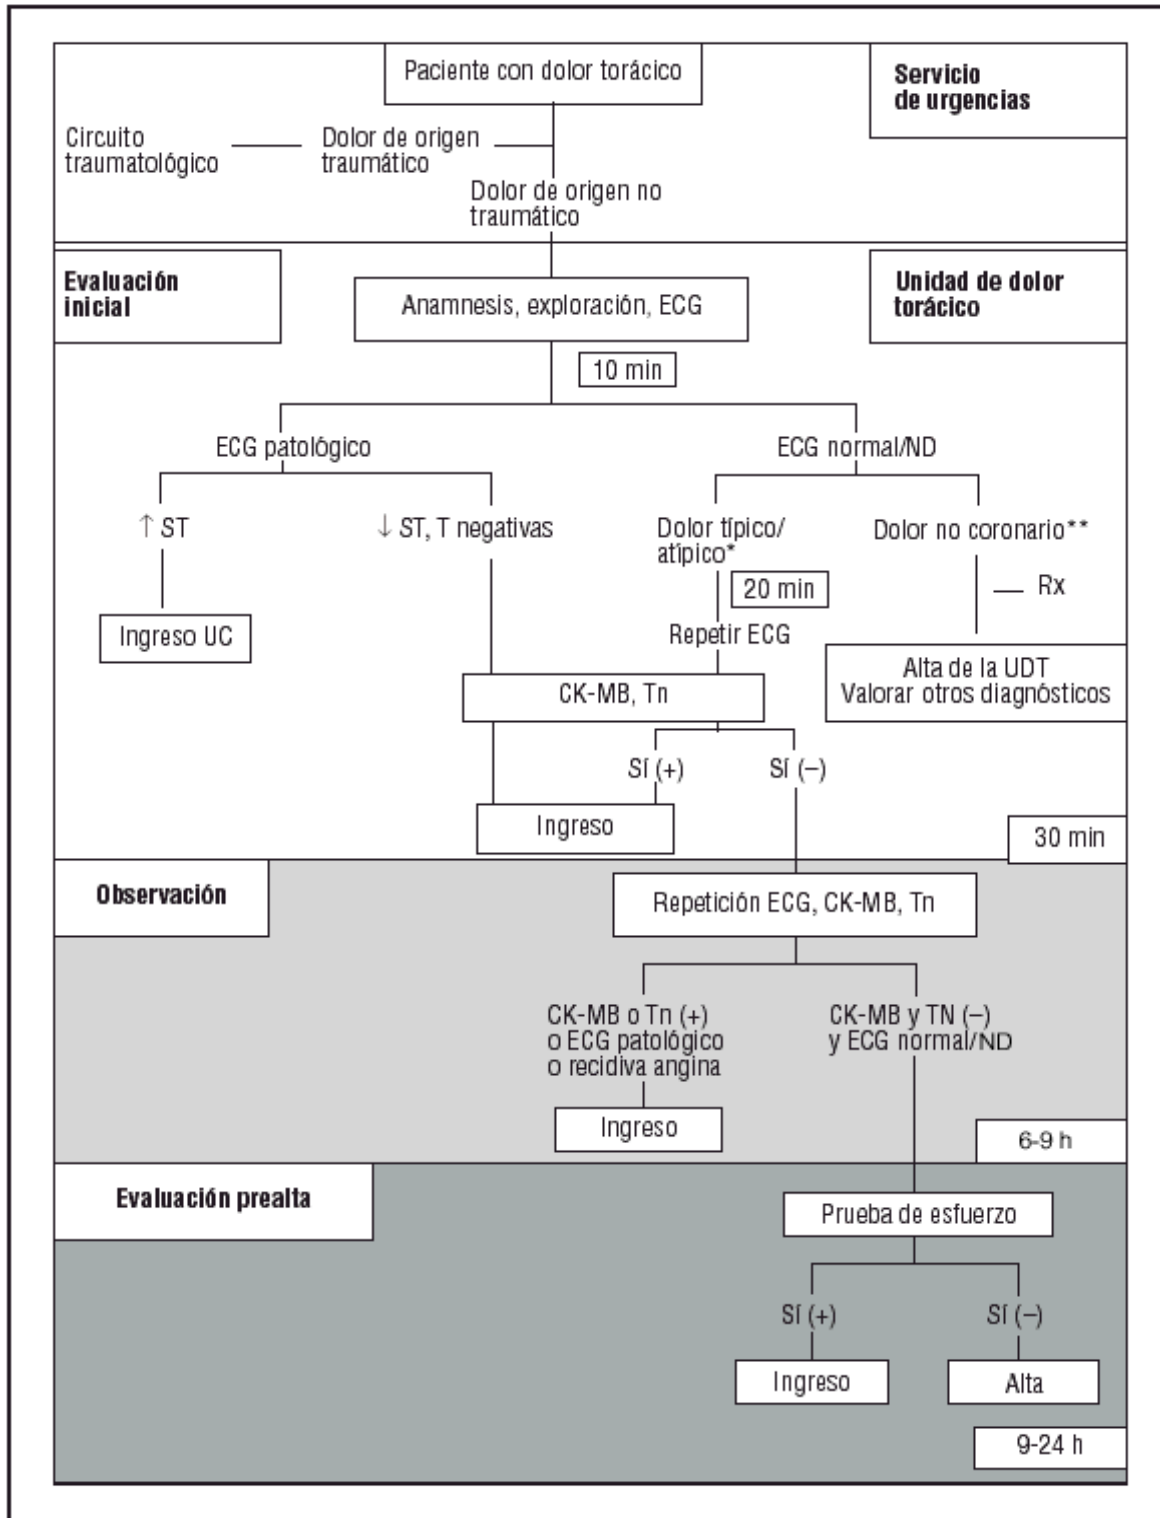 Paciente con dolor torácico
Servicio
de urgencias
Circuito
traumatológico
Dolor de origen
traumático
Dolor de origen no
traumático
Evaluación
inicial
Anamnesis, exploración, ECG
Unidad de dolor
torácico
10 min
ECG patológico
ECG normal/ND
↑ ST
↓ ST, T negativas
Dolor típico/
atípico*
Dolor no coronario**
20 min
Rx
Ingreso UC
Repetir ECG
Alta de la UDT
Valorar otros diagnósticos
CK-MB, Tn
Sí (+)
Sí (–)
Ingreso
30 min
Observación
Repetición ECG, CK-MB, Tn
CK-MB o Tn (+)
o ECG patológico
o recidiva angina
CK-MB y TN (–)
y ECG normal/ND
Ingreso
6-9 h
Evaluación prealta
Prueba de esfuerzo
Sí (+)
Sí (–)
Ingreso
Alta
9-24 h